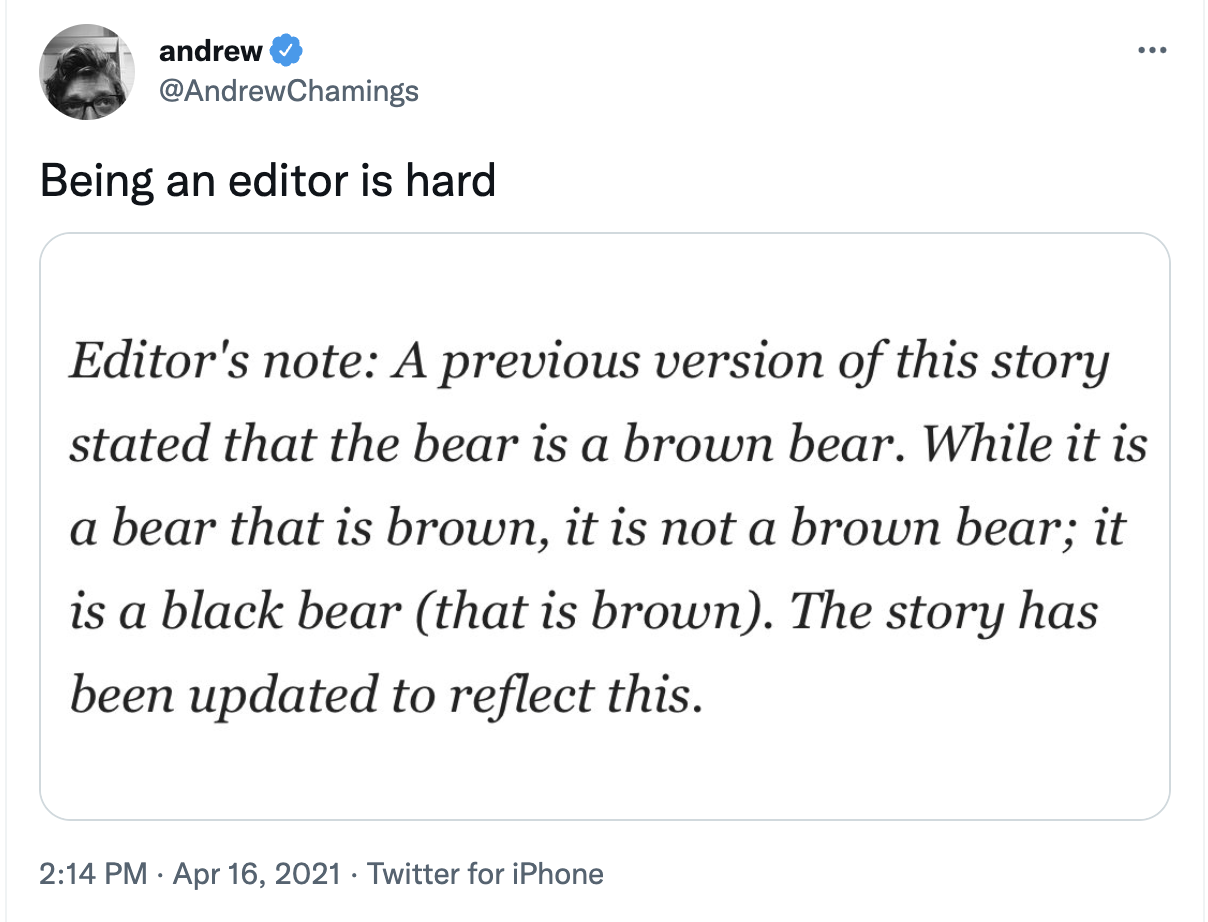 andrew
@AndrewChamings
Being an editor is hard
Editor's note: A previous version of this story
stated that the bear is a brown bear. While it is
a bear that is brown, it is not a brown bear; it
is a black bear (that is brown). The story has
been updated to reflect this.
2:14 PM · Apr 16, 2021 · Twitter for iPhone